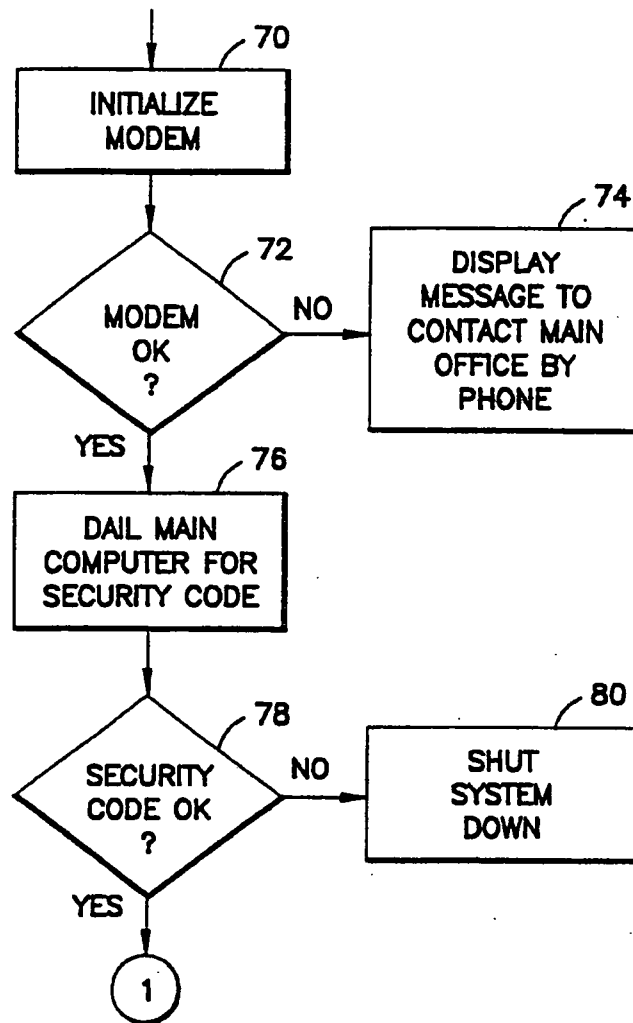 70
INITIALIZE
MODEM
72
MODEM
OK
?
NO
74
DISPLAY
MESSAGE TO
CONTACT MAIN
OFFICE BY
PHONE
YES
76
DAIL MAIN
COMPUTER FOR
SECURITY CODE
78
SECURITY
CODE OK
?
NO
80
SHUT
SYSTEM
DOWN
YES
1